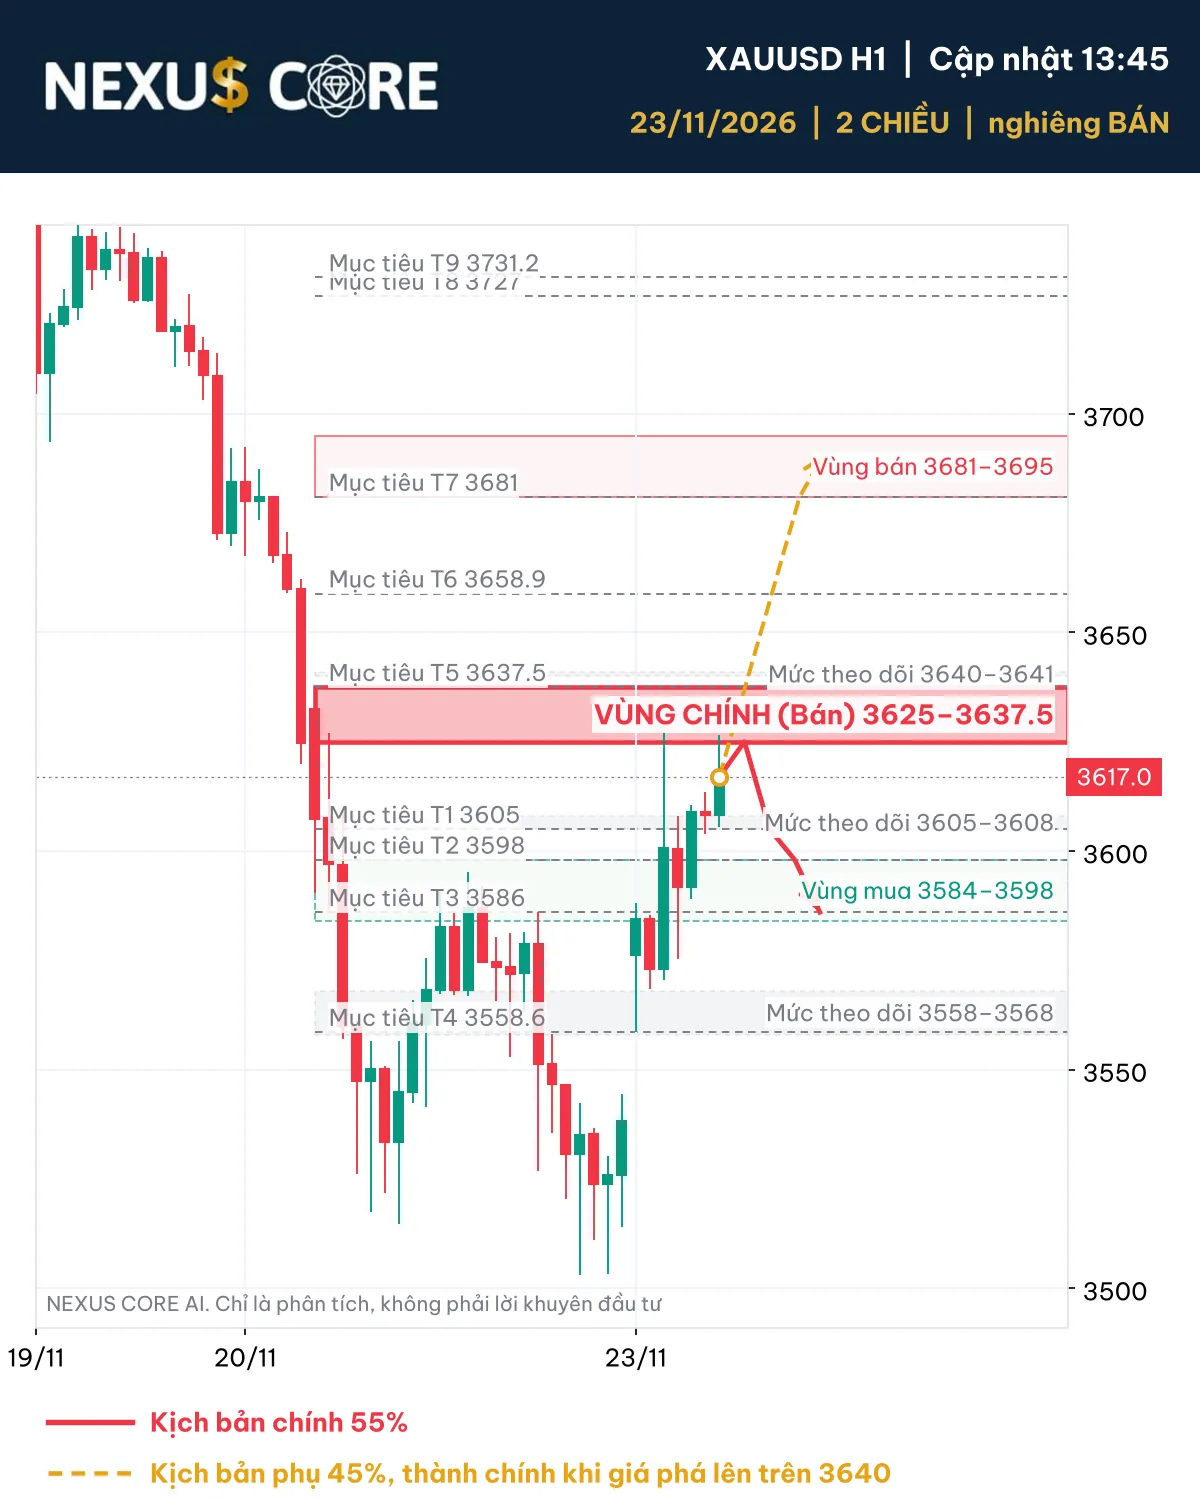 NEXU$ CORE
XAUUSD H1 | Cập nhật 13:45
23/11/2026 | 2 CHIỀU | nghiêng BÁN
Mục tiêu T9 3731.2
Mục tiêu T8 3727
3700
Vùng bán 3681–3695
Mục tiêu T7 3681
Mục tiêu T6 3658.9
3650
Mục tiêu T5 3637.5
Mức theo dõi 3640–3641
VÙNG CHÍNH (Bán) 3625–3637.5
3617.0
Mục tiêu T1 3605
Mức theo dõi 3605–3608
Mục tiêu T2 3598
3600
Vùng mua 3584–3598
Mục tiêu T3 3586
Mục tiêu T4 3558.6
Mức theo dõi 3558–3568
3550
3500
NEXUS CORE AI. Chỉ là phân tích, không phải lời khuyên đầu tư
19/11
20/11
23/11
Kịch bản chính 55%
Kịch bản phụ 45%, thành chính khi giá phá lên trên 3640